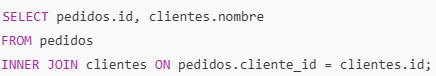 SELECT pedidos.id, clientes.nombre
FROM pedidos
INNER JOIN clientes ON pedidos.cliente_id = clientes.id;